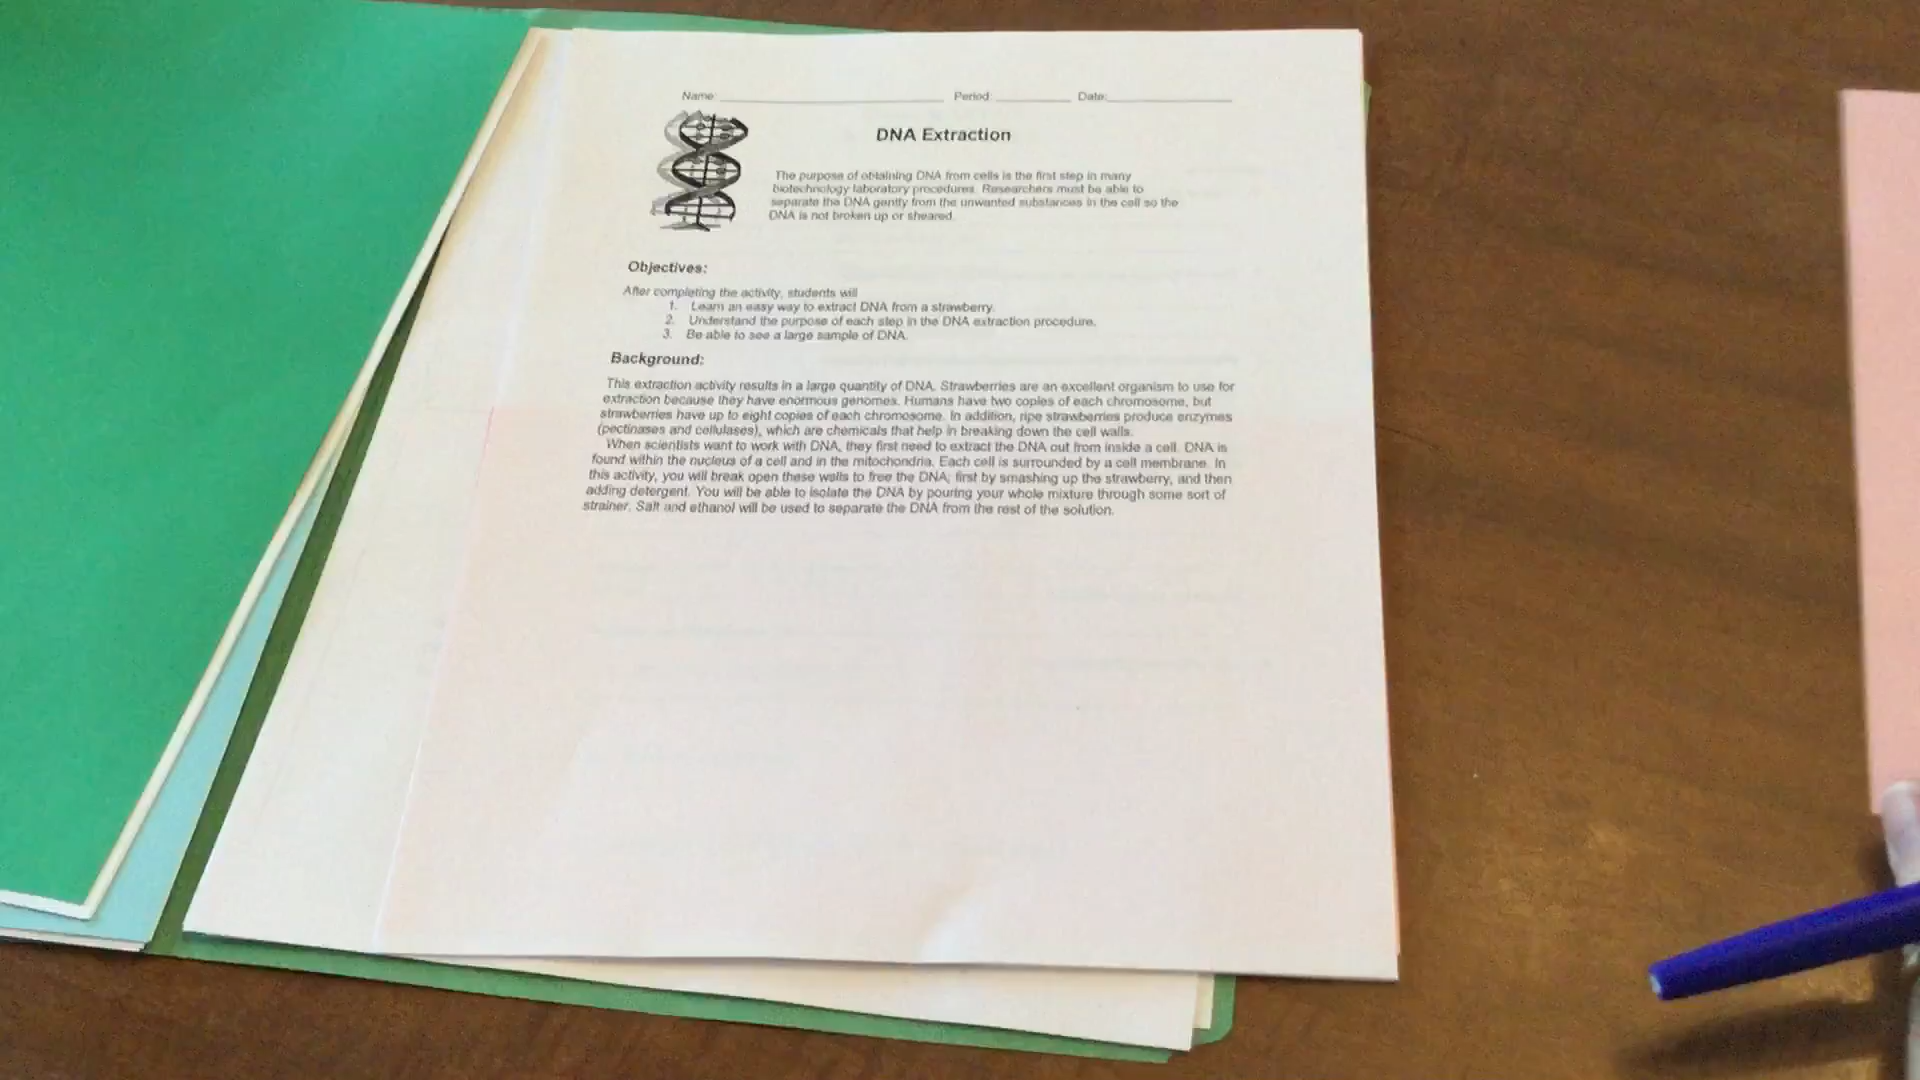 Name: Period: Date:
DNA Extraction
The purpose of obtaining DNA from cells is the first step in many
biotechnology laboratory procedures. Researchers must be able to
separate the DNA gently from the unwanted substances in the cell so the
DNA is not broken up or sheared.
Objectives:
After completing the activity, students will
1. Learn an easy way to extract DNA from a strawberry.
2. Understand the purpose of each step in the DNA extraction procedure.
3. Be able to see a large sample of DNA.
Background:
This extraction activity results in a large quantity of DNA. Strawberries are an excellent organism to use for
extraction because they have enormous genomes. Humans have two copies of each chromosome, but
strawberries have up to eight copies of each chromosome. In addition, ripe strawberries produce enzymes
(pectinases and cellulases), which are chemicals that help in breaking down the cell walls.
When scientists want to work with DNA, they first need to extract the DNA out from inside a cell. DNA is
found within the nucleus of a cell and in the mitochondria. Each cell is surrounded by a cell membrane. In
this activity, you will break open these walls to free the DNA; first by smashing up the strawberry, and then
adding detergent. You will be able to isolate the DNA by pouring your whole mixture through some sort of
strainer. Salt and ethanol will be used to separate the DNA from the rest of the solution.